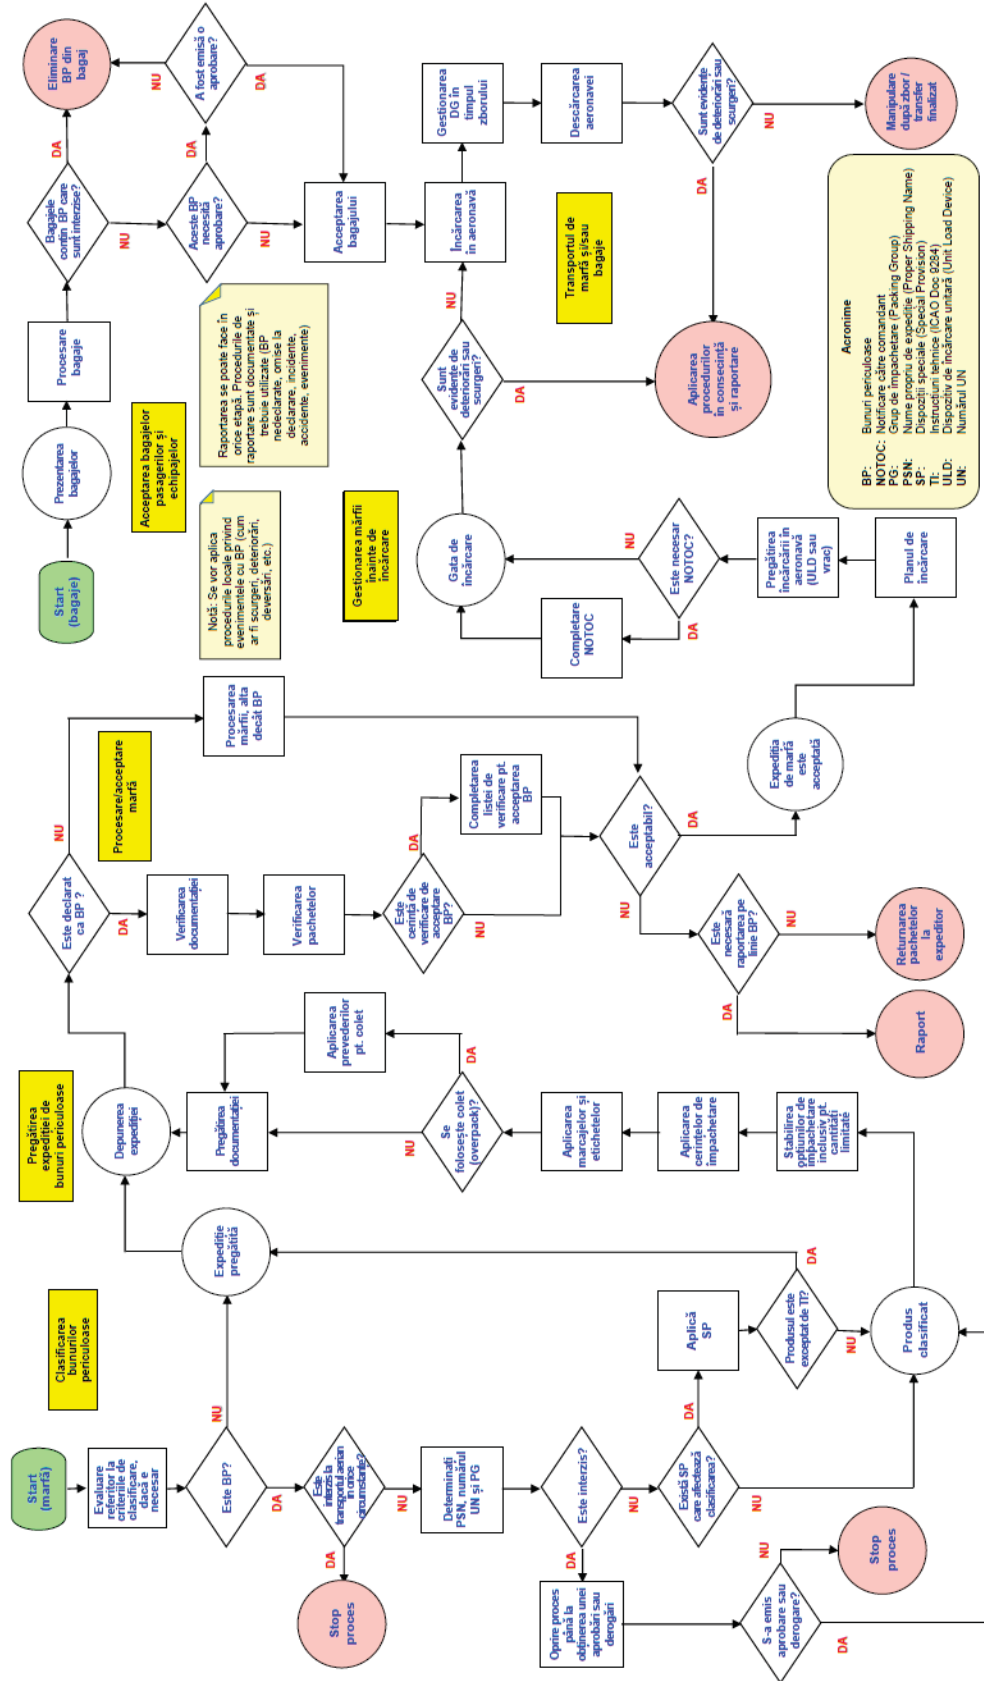 Start
(marfă)
Evaluare
referitor la
criteriile de
clasificare,
dacă e
necesar
Este BP?
NU
DA
Este
interzis la
transportul aerian
în orice
circumstanțe?
DA
NU
Stop
proces
Determinați
PSN, numărul
UN și PG
Este interzis?
DA
NU
Oprire proces
până la
obținerea unei
aprobări sau
derogări
S-a emis
aprobare sau
derogare?
NU
DA
Stop
proces
Există SP
care afectează
clasificarea?
DA
NU
Aplică
SP
Produsul este
exceptat de TI?
DA
NU
Produs
clasificat
Clasificarea
bunurilor
periculoase
Expediție
pregătită
Pregătirea
expediției de
bunuri periculoase
Depunerea
expediției
Pregătirea
documentației
Aplicarea
prevederilor
pt. colet
Se
folosește colet
(overpack)?
NU
DA
Aplicarea
marcajelor și
etichetelor
Aplicarea
cerințelor de
împachetare
Stabilirea
opțiunilor de
împachetare
inclusiv pt.
cantități
limitate
Este declarat
ca BP ?
NU
DA
Procesare/acceptare
marfă
Verificarea
documentației
Verificarea
pachetelor
Este
cerință de
verificare de
acceptare
BP?
DA
NU
Completarea
listei de
verificare pt.
acceptarea
BP
Procesarea
mărfii, alta
decât BP
Este
acceptabil?
NU
DA
Este
necesară
raportarea pe
linie BP?
DA
NU
Raport
Returnarea
pachetelor
la
expeditor
Expediția
de marfă
este
acceptată
Start
(bagaje)
Prezentarea
bagajelor
Procesare
bagaje
Bagajele
conțin BP care
sunt interzise?
DA
NU
Eliminare
BP din
bagaj
Aceste BP
necesită
aprobare?
DA
NU
A fost emisă o
aprobare?
NU
DA
Acceptarea
bagajului
Acceptarea bagajelor
pasagerilor și
echipajelor
Notă: Se vor aplica
procedurile locale privind
evenimentele cu BP (cum
ar fi scurgeri, deteriorări,
deversări, etc.)
Raportarea se poate face în
orice etapă. Procedurile de
raportare sunt documentate și
trebuie utilizate (BP
nedeclarate, omise la
declarare, incidente,
accidente, evenimente)
Gestionarea mărfii
înainte de
încărcare
Planul de
încărcare
Pregătirea
încărcării în
aeronavă
(ULD sau
vrac)
Este necesar
NOTOC?
DA
NU
Completare
NOTOC
Gata de
încărcare
Sunt
evidențe de
deteriorări sau
scurgeri?
NU
DA
Transportul de
marfă și/sau
bagaje
Încărcarea
în aeronavă
Gestionarea
DG în
timpul
zborului
Descărcarea
aeronavei
Sunt evidențe
de deteriorări sau
scurgeri?
DA
NU
Aplicarea
procedurilor
în consecință
și raportare
Manipulare
după zbor /
transfer
finalizat
Acronime
BP: Bunuri periculoase
NOTOC: Notificare către comandant
PG: Grup de împachetare (Packing Group)
PSN: Nume propriu de expediție (Proper Shipping Name)
SP: Dispoziții speciale (Special Provision)
TI: Instrucțiuni tehnice (ICAO Doc 9284)
ULD: Dispozitiv de încărcare unitară (Unit Load Device)
UN: Numărul UN